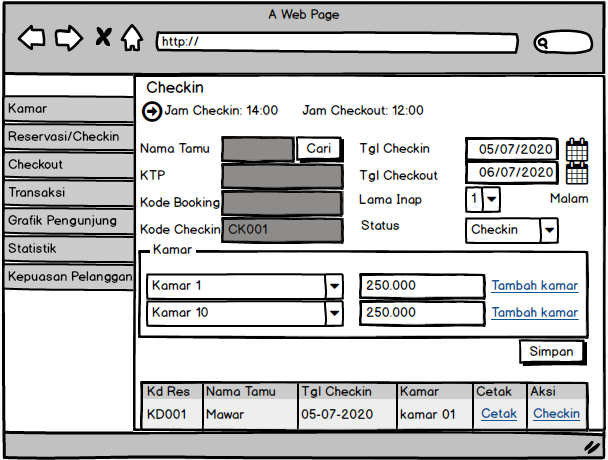 A Web Page
http://
Checkin
Jam Checkin: 14:00 Jam Checkout: 12:00
Kamar
Reservasi/Checkin
Checkout
Transaksi
Grafik Pengunjung
Statistik
Kepuasan Pelanggan
Nama Tamu Cari Tgl Checkin 05/07/2020
KTP Tgl Checkout 06/07/2020
Kode Booking Lama Inap 1 Malam
Kode Checkin CK001 Status Checkin
Kamar
Kamar 1 250.000 Tambah kamar
Kamar 10 250.000 Tambah kamar
Simpan
Kd Res Nama Tamu Tgl Checkin Kamar Cetak Aksi
KD001 Mawar 05-07-2020 kamar 01 Cetak Checkin